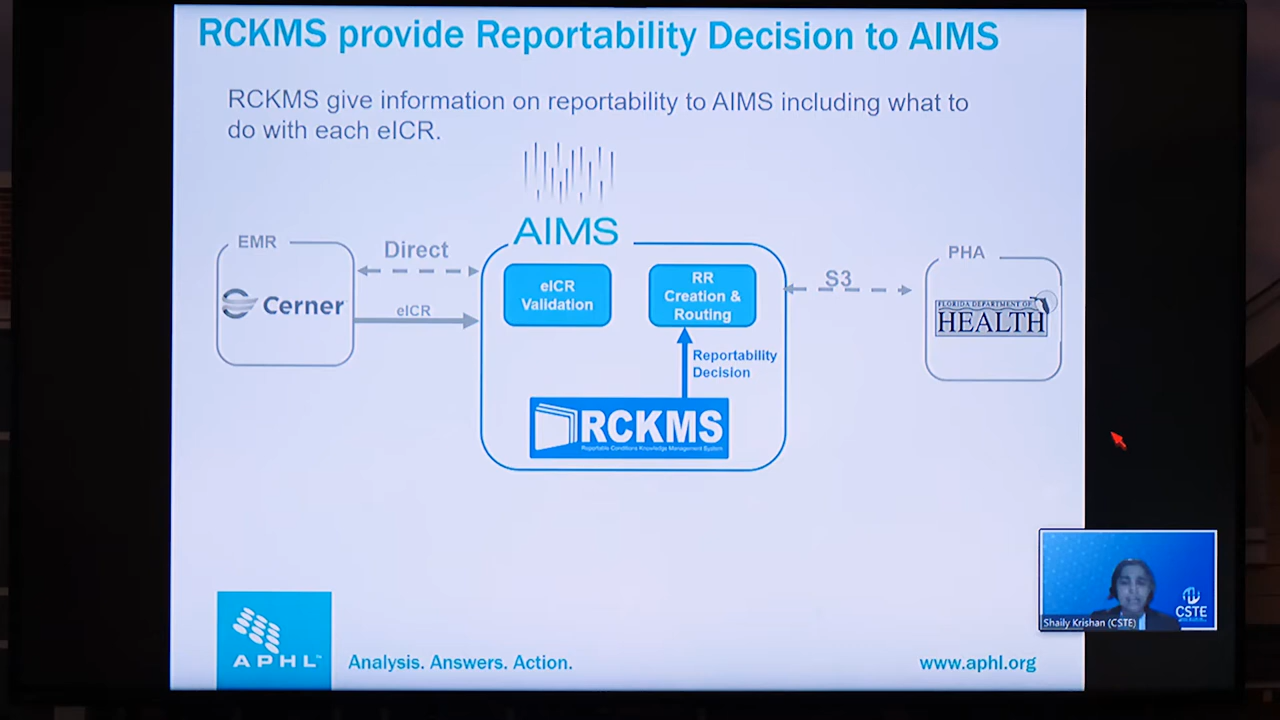 RCKMS provide Reportability Decision to AIMS
RCKMS give information on reportability to AIMS including what to
do with each eICR.
AIMS
EMR
Direct
Cerner
eICR
eICR
Validation
RR
Creation &
Routing
Reportability
Decision
RCKMS
Reportable Conditions Knowledge Management System
S3
PHA
FLORIDA DEPARTMENT OF
HEALTH
CSTE
Shaily Krishan (CSTE)
APHL™
Analysis. Answers. Action.
www.aphl.org